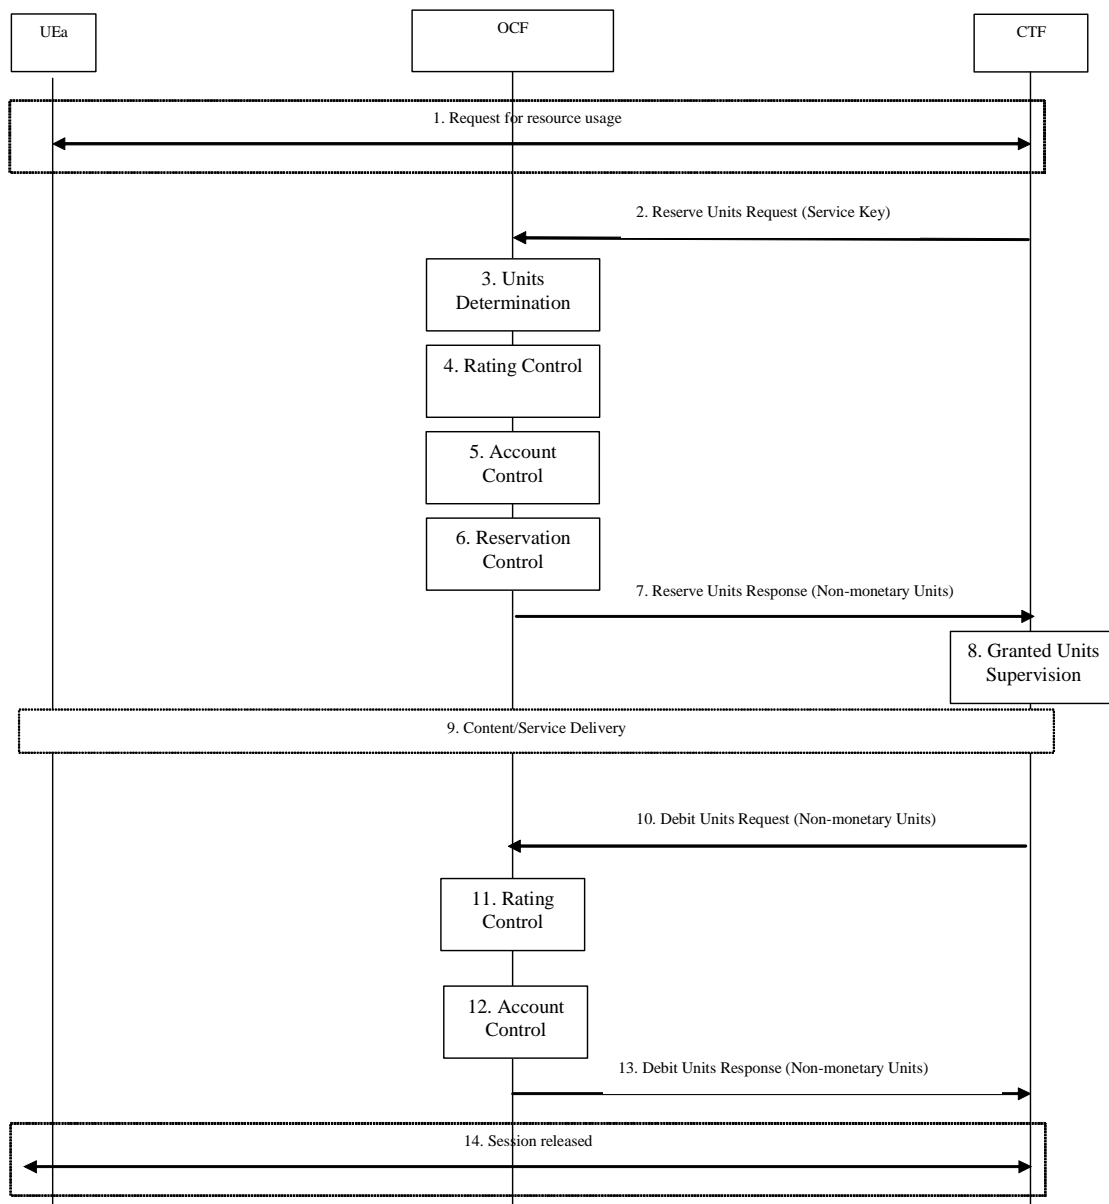 UEa
OCF
CTF
1. Request for resource usage
2. Reserve Units Request (Service Key)
3. Units
Determination
4. Rating Control
5. Account
Control
6. Reservation
Control
7. Reserve Units Response (Non-monetary Units)
8. Granted Units
Supervision
9. Content/Service Delivery
10. Debit Units Request (Non-monetary Units)
11. Rating
Control
12. Account
Control
13. Debit Units Response (Non-monetary Units)
14. Session released